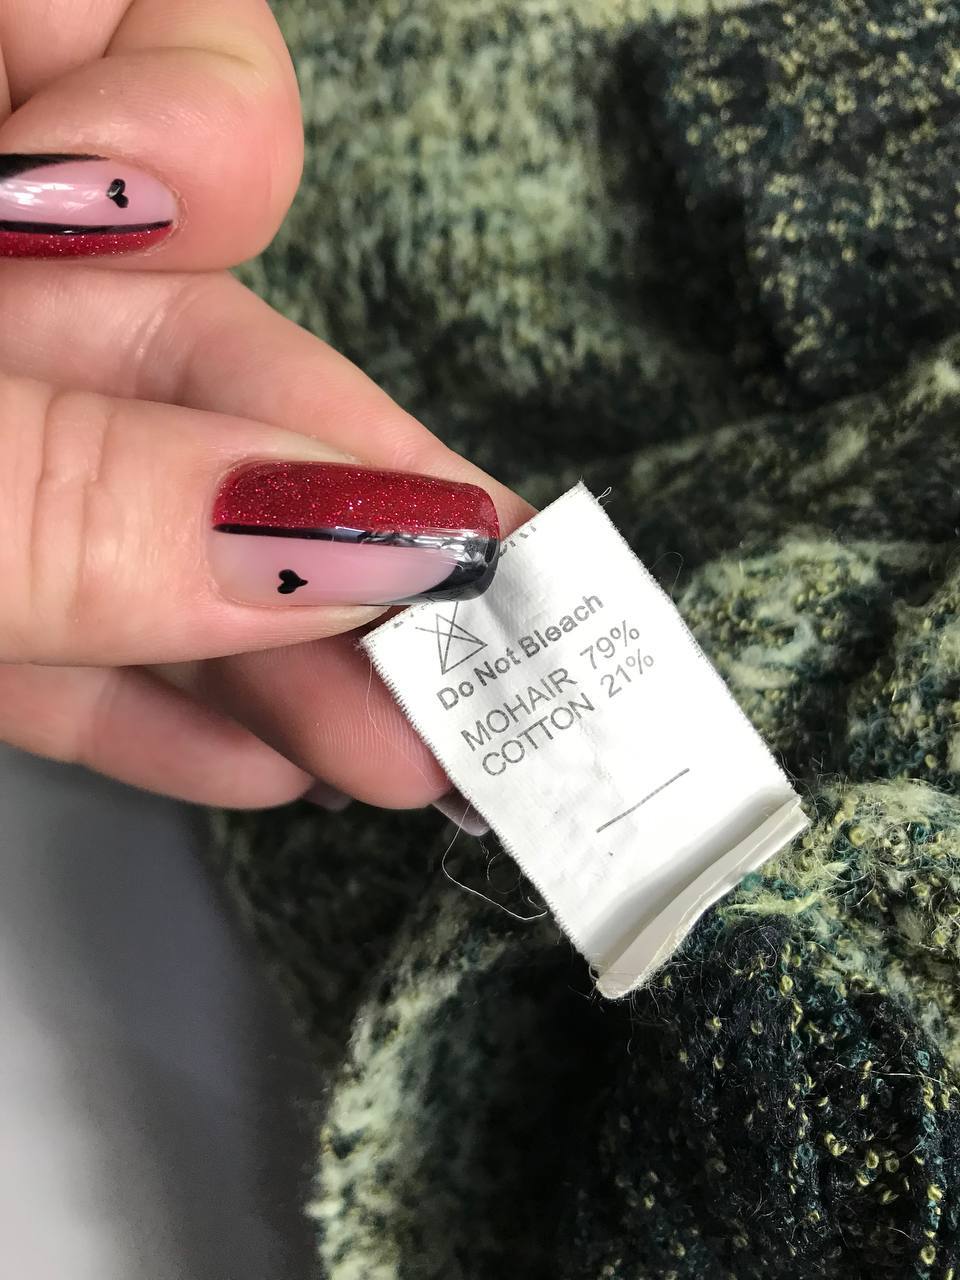 Do Not Bleach
MOHAIR 79%
COTTON 21%